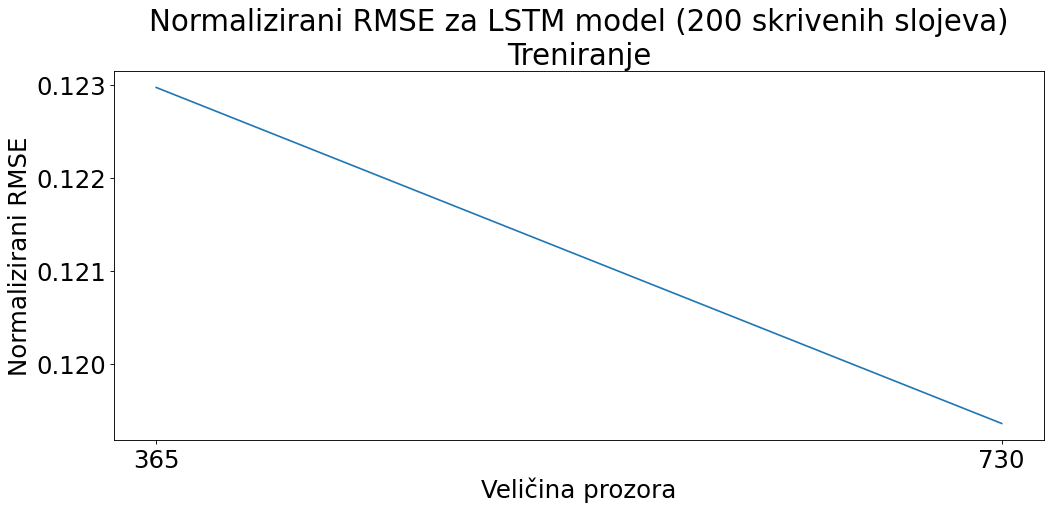 Normalizirani RMSE za LSTM model (200 skrivenih slojeva)
Treniranje
Normalizirani RMSE
0.123
0.122
0.121
0.120
365
730
Veličina prozora